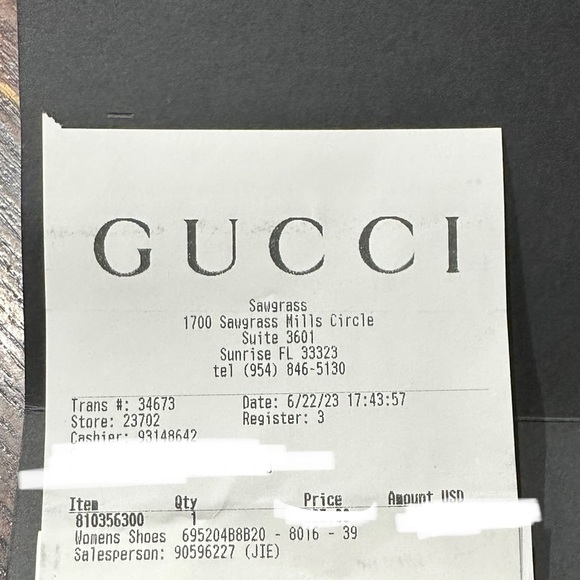 GUCCI
Sawgrass
1700 Sawgrass Mills Circle
Suite 3601
Sunrise FL 33323
tel (954) 846-5130
Trans #: 34673 Date: 6/22/23 17:43:57
Store: 23702 Register: 3
Cashier: 93148642
Item Qty Price Amount USD
810356300 1
Womens Shoes 695204B8B20 - 8016 - 39
Salesperson: 90596227 (JIE)